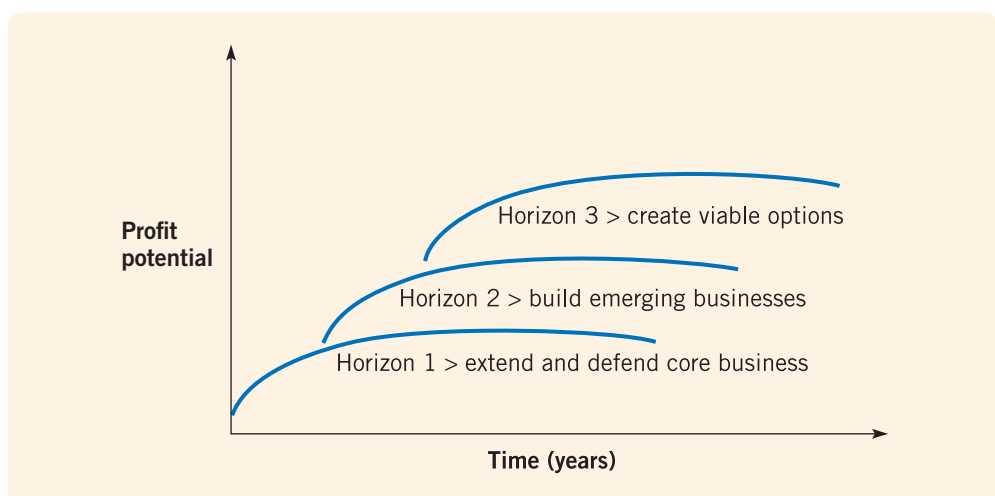 Profit
potential
Horizon 3 > create viable options
Horizon 2 > build emerging businesses
Horizon 1 > extend and defend core business
Time (years)